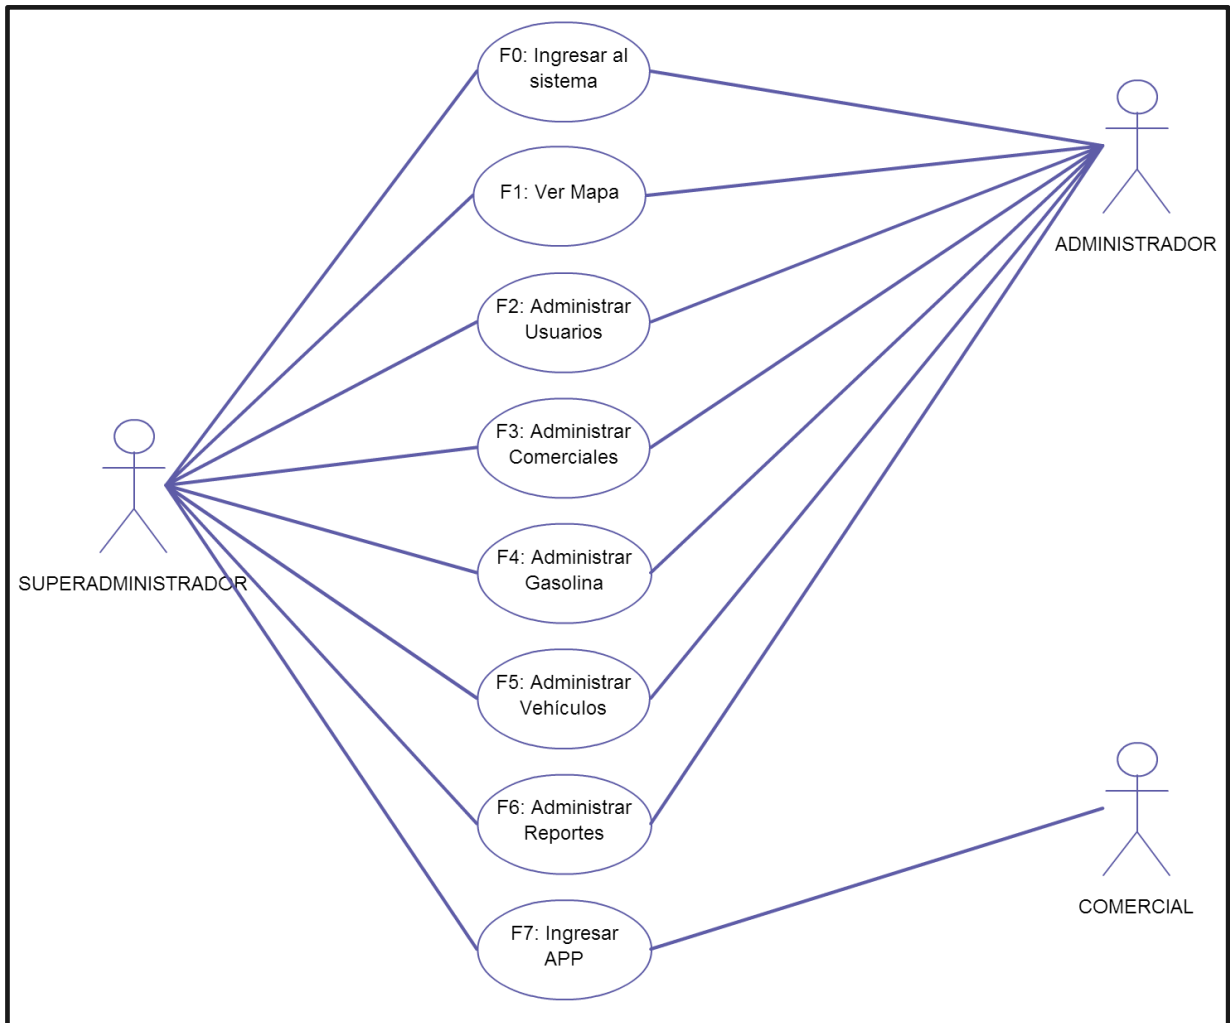 F0: Ingresar al
sistema
F1: Ver Mapa
ADMINISTRADOR
F2: Administrar
Usuarios
F3: Administrar
Comerciales
F4: Administrar
Gasolina
SUPERADMINISTRADOR
F5: Administrar
Vehículos
F6: Administrar
Reportes
COMERCIAL
F7: Ingresar
APP